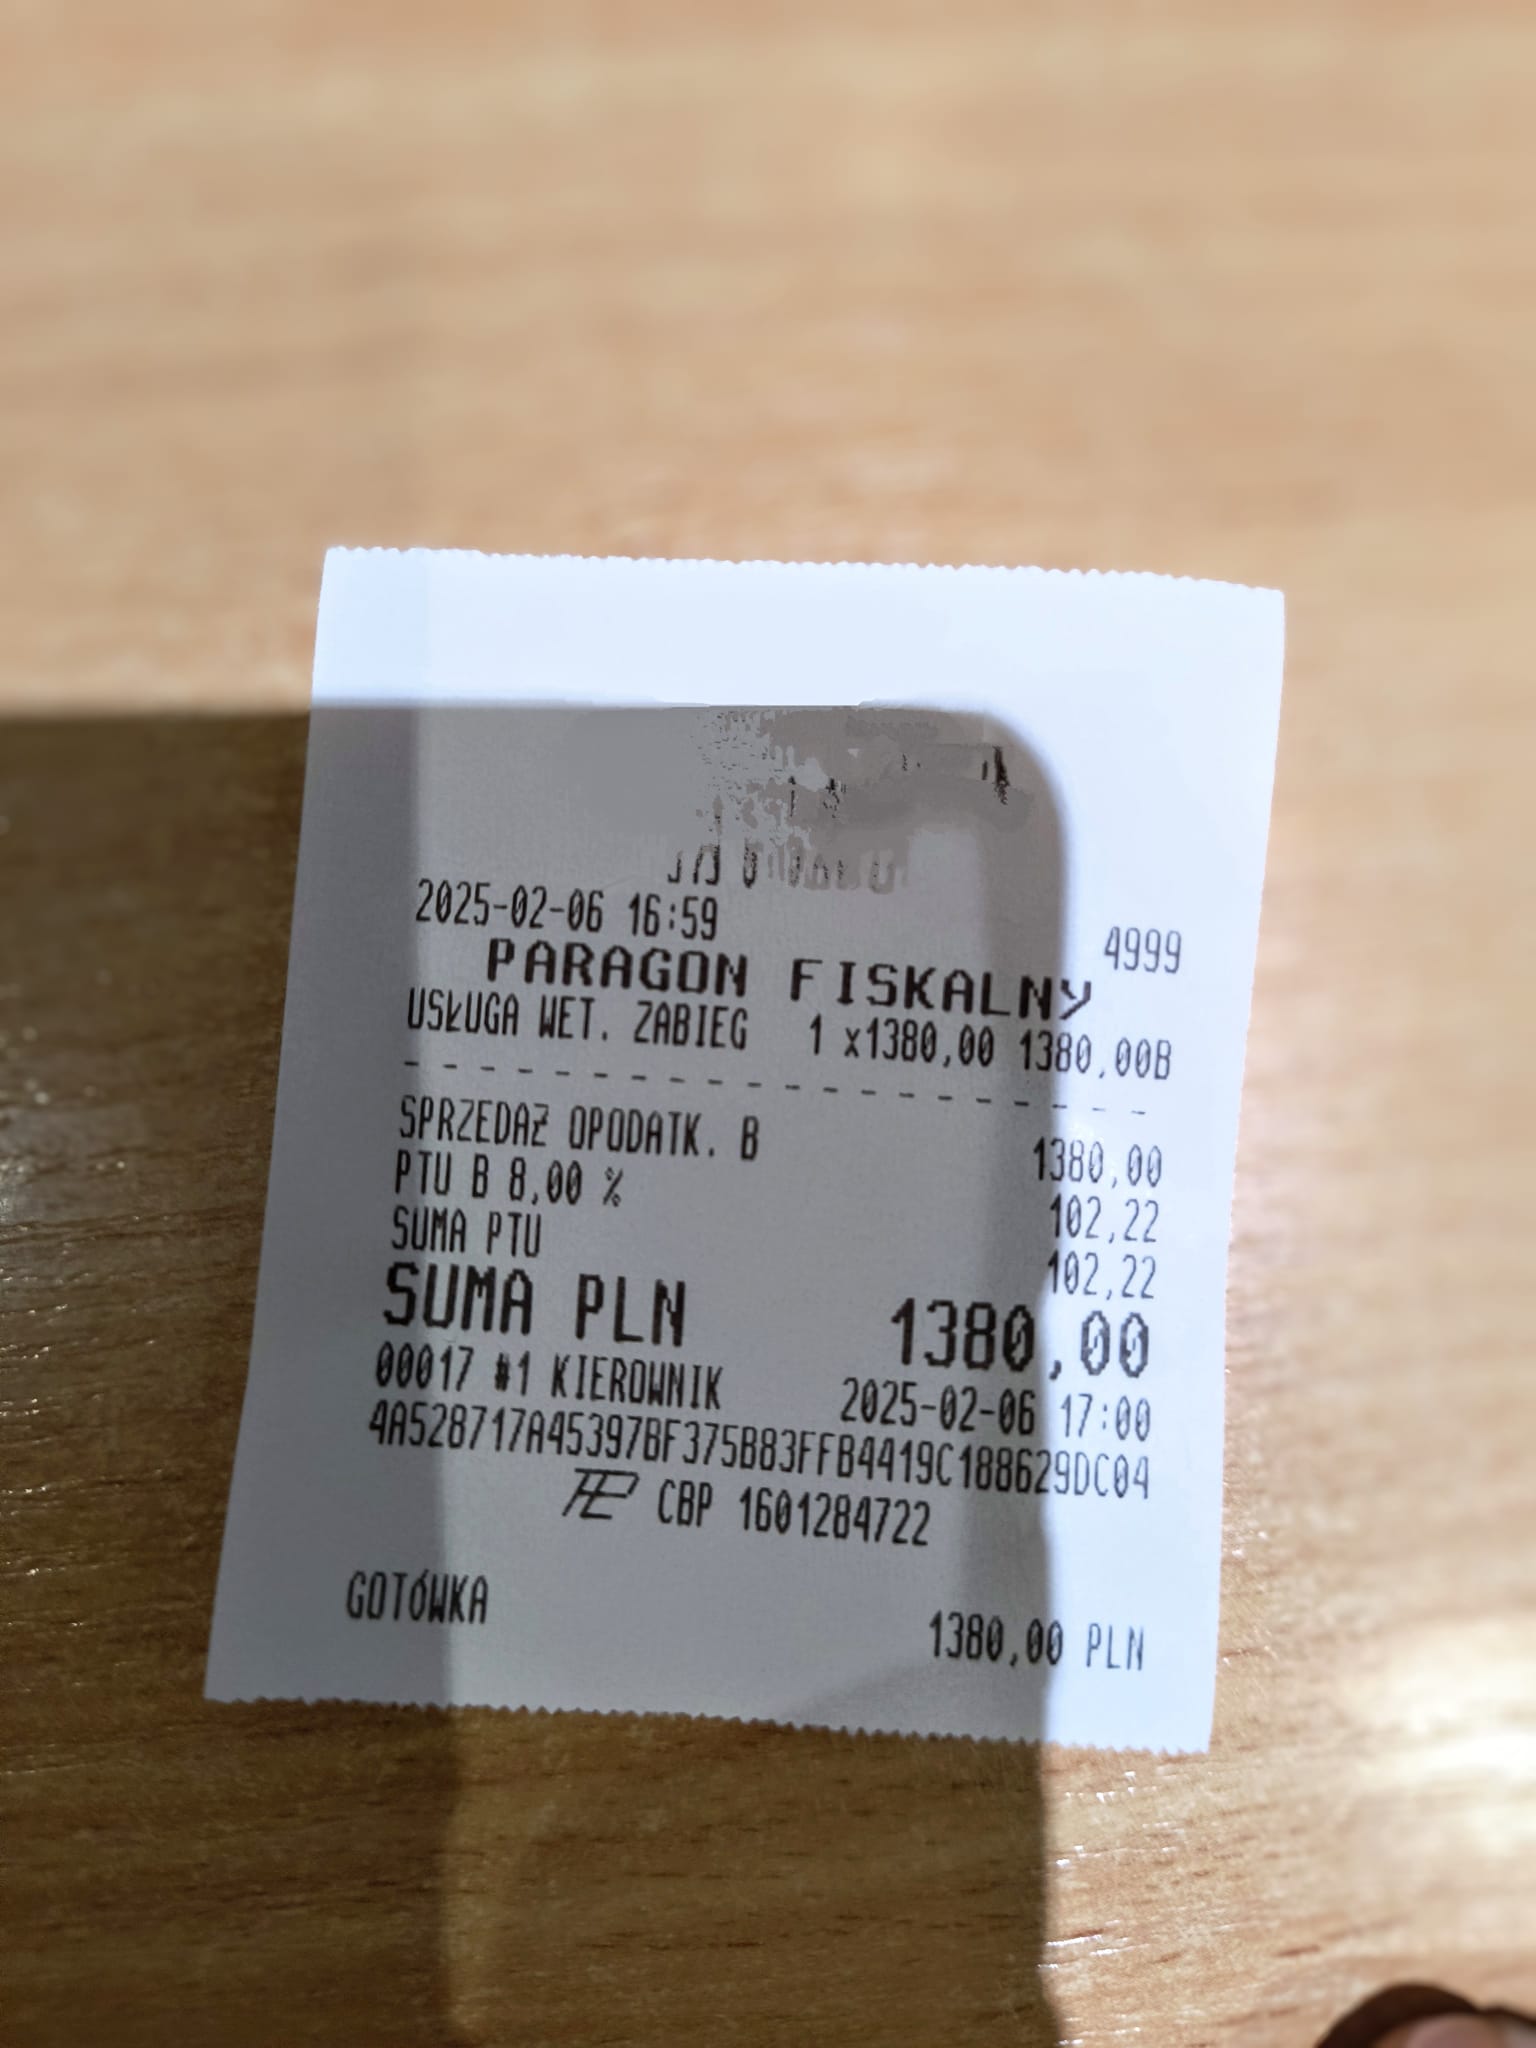 2025-02-06 16:59 4999
PARAGON FISKALNY
USŁUGA WET. ZABIEG 1 x1380,00 1380,00B
- - - - - - - - - - - - - - - - - - - -
SPRZEDAŻ OPODATK. B 1380,00
PTU B 8,00 % 102,22
SUMA PTU 102,22
SUMA PLN 1380,00
00017 #1 KIEROWNIK 2025-02-06 17:00
4A528717A45397BF375B83FFB4419C188629DC04
CBP 1601284722
GOTÓWKA 1380,00 PLN